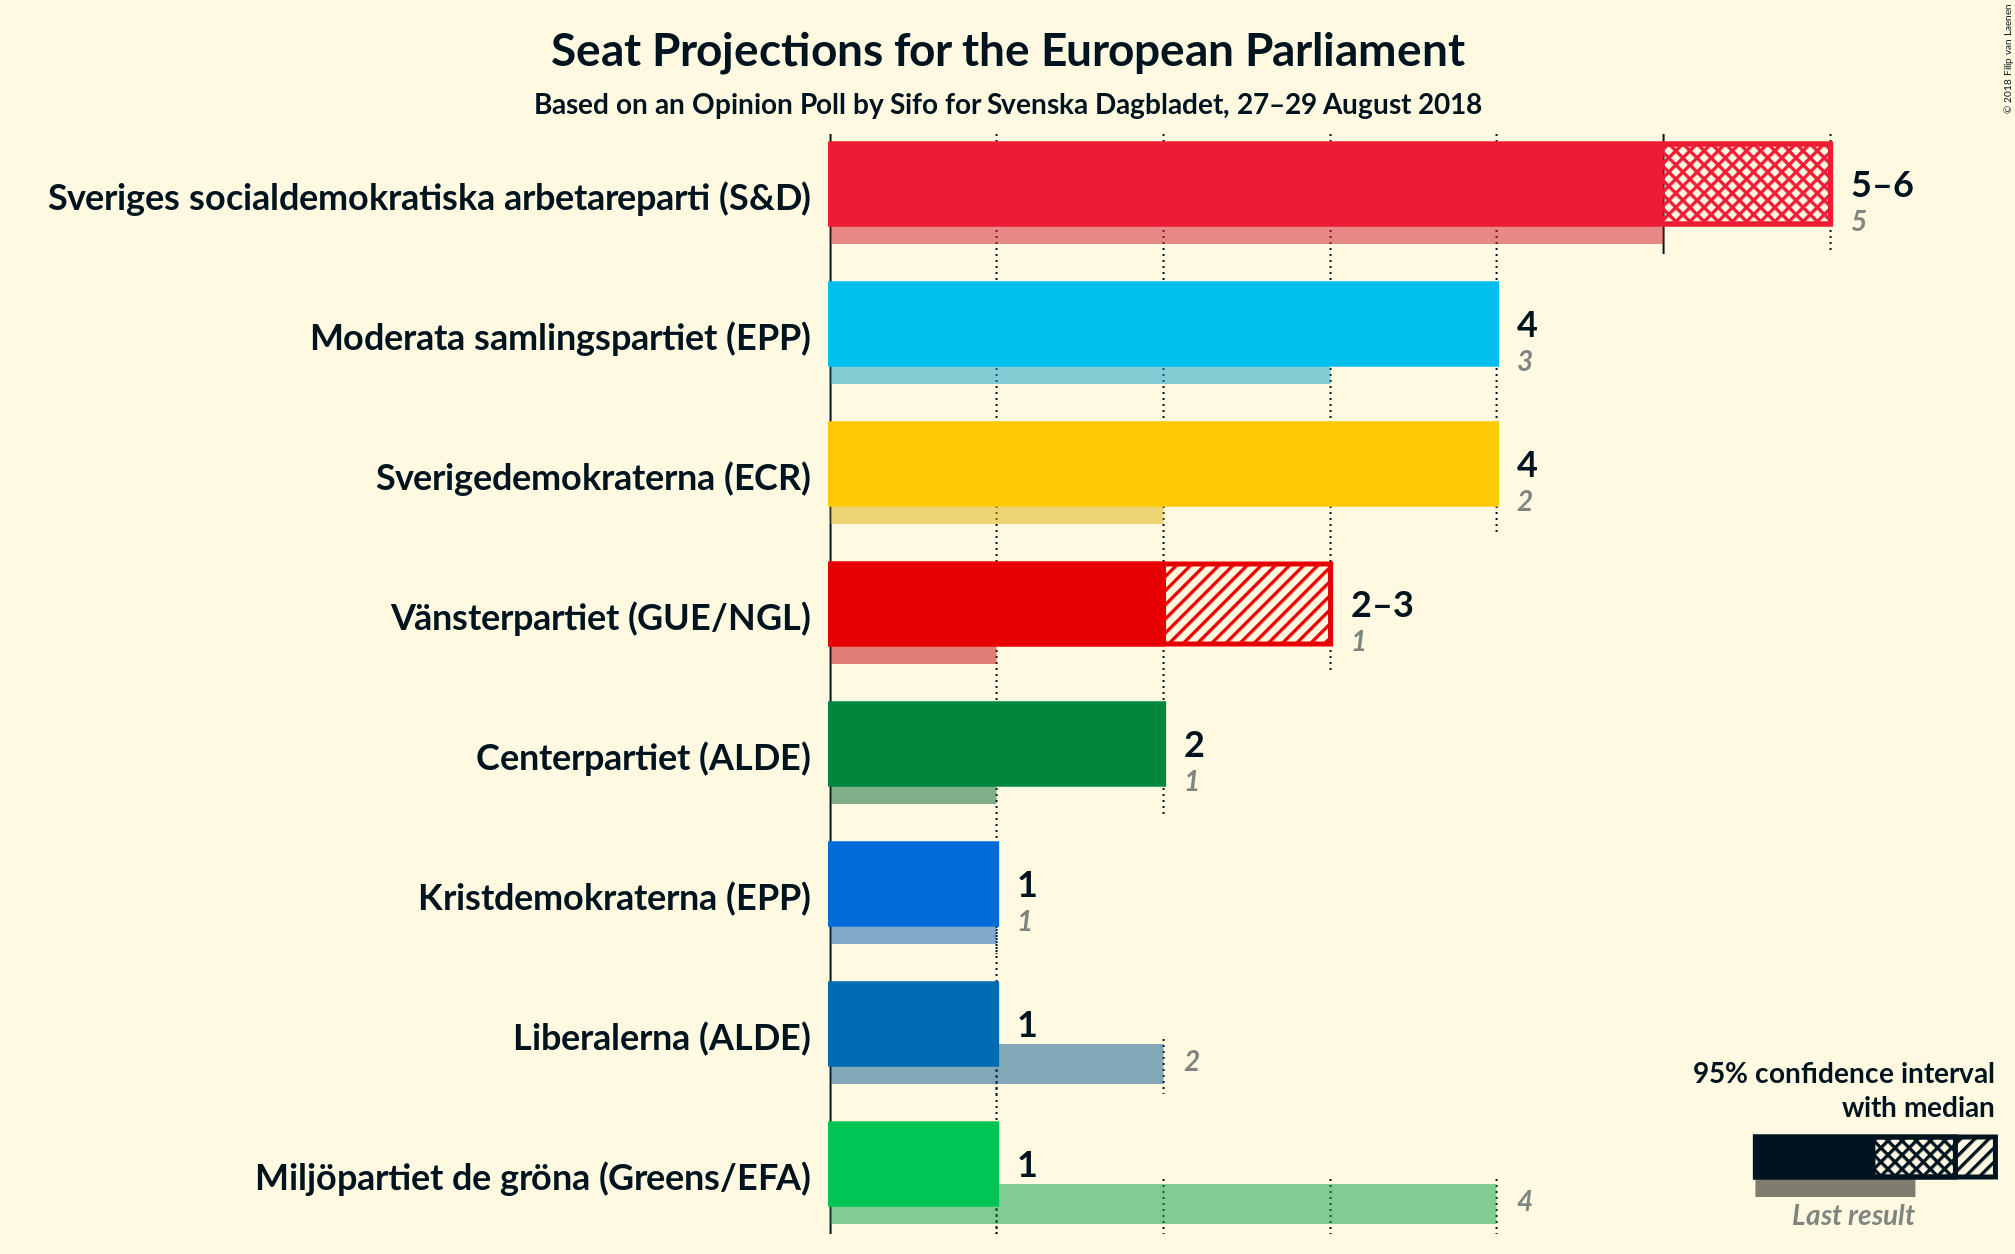 Seat Projections for the European Parliament
Based on an Opinion Poll by Sifo for Svenska Dagbladet, 27–29 August 2018
© 2018 Filip van Laenen
Sveriges socialdemokratiska arbetareparti (S&D)
5–6
5
Moderata samlingspartiet (EPP)
4
3
Sverigedemokraterna (ECR)
4
2
Vänsterpartiet (GUE/NGL)
2–3
1
Centerpartiet (ALDE)
2
1
Kristdemokraterna (EPP)
1
1
Liberalerna (ALDE)
1
2
Miljöpartiet de gröna (Greens/EFA)
1
4
95% confidence interval
with median
Last result